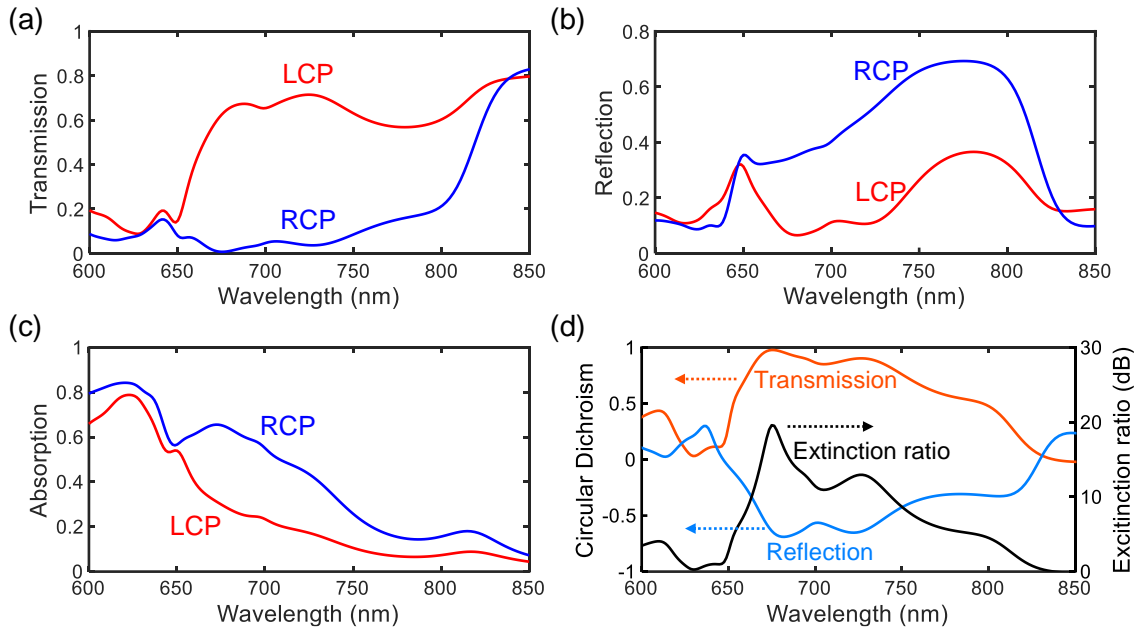 (a)
1
0.8
0.6
0.4
0.2
0
Transmission
LCP
RCP
600 650 700 750 800 850
Wavelength (nm)
(b)
0.8
0.6
0.4
0.2
0
Reflection
RCP
LCP
600 650 700 750 800 850
Wavelength (nm)
(c)
1
0.8
0.6
0.4
0.2
0
Absorption
RCP
LCP
600 650 700 750 800 850
Wavelength (nm)
(d)
1
0.5
0
-0.5
-1
Circular Dichroism
Transmission
Extinction ratio
Reflection
30
20
10
0
Excitinction ratio (dB)
600 650 700 750 800 850
Wavelength (nm)